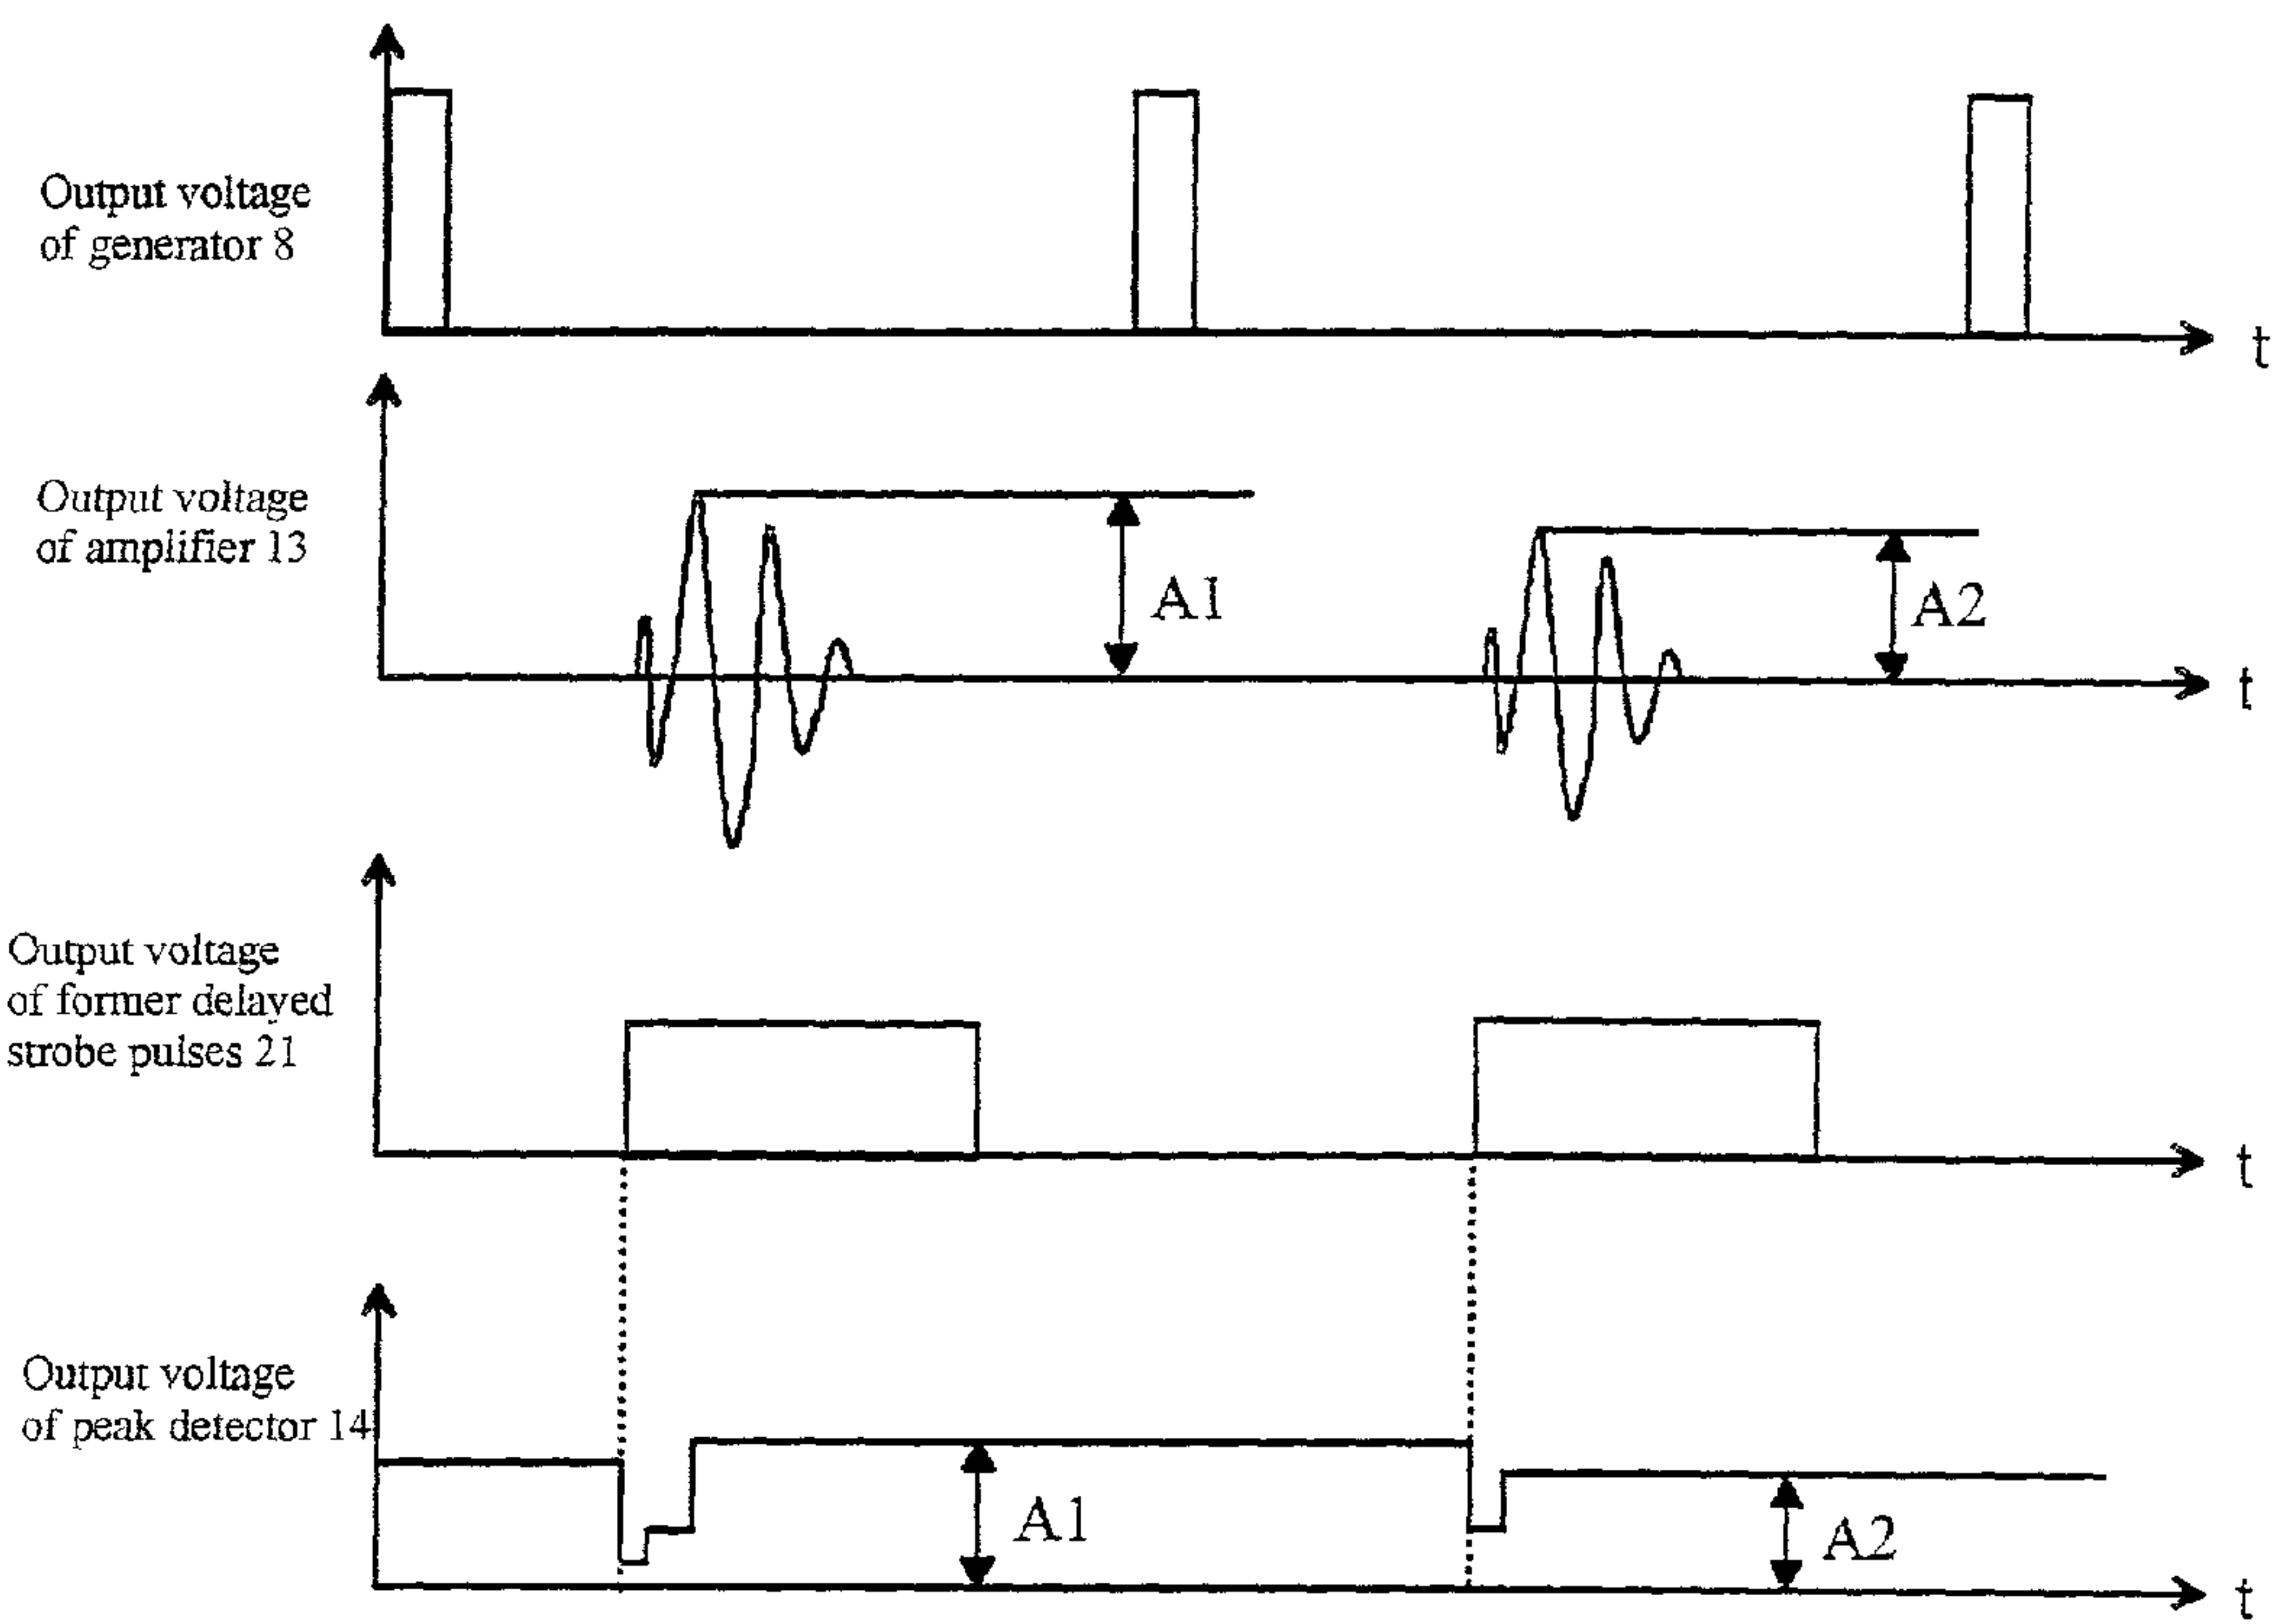 Output voltage
of generator 8
t
Output voltage
of amplifier 13
A1
A2
t
Output voltage
of former delayed
strobe pulses 21
t
Output voltage
of peak detector 14
A1
A2
t